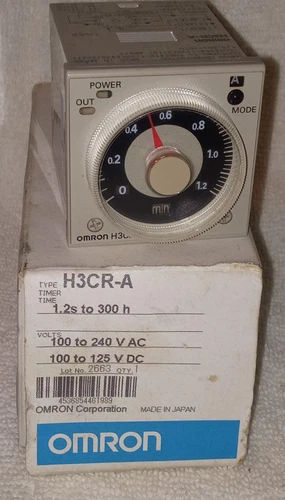 POWER
OUT
A
MODE
0 0.2 0.4 0.6 0.8 1.0 1.2
min
OMRON H3C
TYPE H3CR-A
TIMER
TIME
1.2s to 300 h
VOLTS
100 to 240 V AC
100 to 125 V DC
Lot No. 2663 QTY. 1
4536854461989
OMRON Corporation MADE IN JAPAN
OMRON